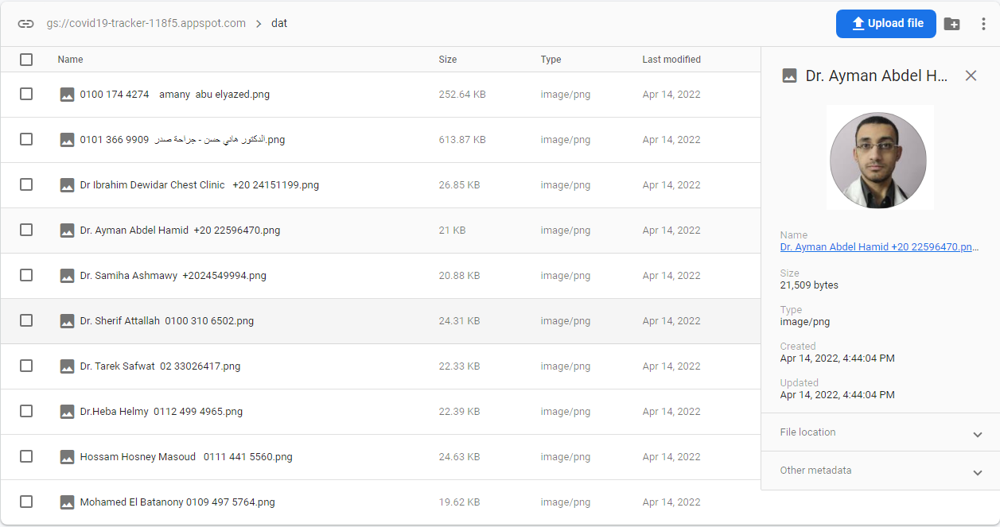 gs://covid19-tracker-118f5.appspot.com > dat
Upload file
Name Size Type Last modified
0100 174 4274 amany abu elyazed.png 252.64 KB image/png Apr 14, 2022
0101 366 9909 الدكتور هاني حسن - جراحة صدر.png 613.87 KB image/png Apr 14, 2022
Dr Ibrahim Dewidar Chest Clinic +20 24151199.png 26.85 KB image/png Apr 14, 2022
Dr. Ayman Abdel Hamid +20 22596470.png 21 KB image/png Apr 14, 2022
Dr. Samiha Ashmawy +2024549994.png 20.88 KB image/png Apr 14, 2022
Dr. Sherif Attallah 0100 310 6502.png 24.31 KB image/png Apr 14, 2022
Dr. Tarek Safwat 02 33026417.png 22.33 KB image/png Apr 14, 2022
Dr.Heba Helmy 0112 499 4965.png 22.39 KB image/png Apr 14, 2022
Hossam Hosney Masoud 0111 441 5560.png 24.63 KB image/png Apr 14, 2022
Mohamed El Batanony 0109 497 5764.png 19.62 KB image/png Apr 14, 2022
Dr. Ayman Abdel H...
Name
Dr. Ayman Abdel Hamid +20 22596470.pn...
Size
21,509 bytes
Type
image/png
Created
Apr 14, 2022, 4:44:04 PM
Updated
Apr 14, 2022, 4:44:04 PM
File location
Other metadata